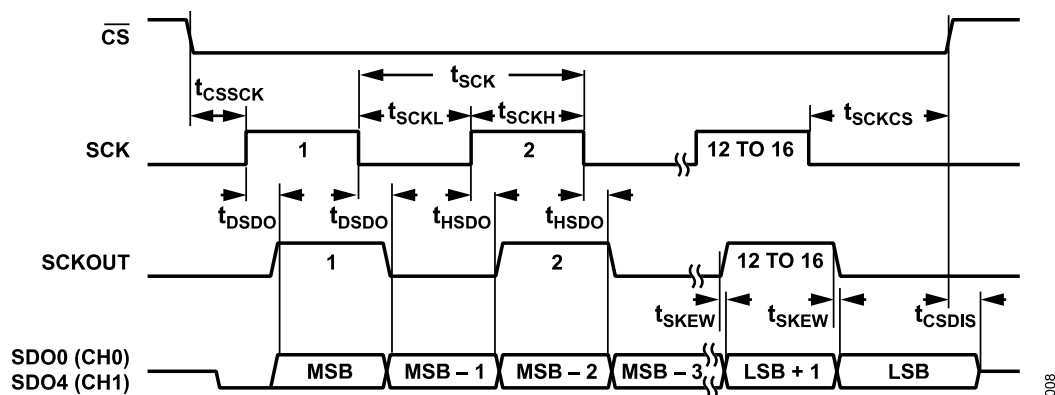 CS
tSCK
tCSSCK
tSCKL
tSCKH
tSCKCS
SCK
1
2
12 TO 16
tDSDO
tDSDO
tHSDO
tHSDO
SCKOUT
1
2
12 TO 16
tSKEW
tSKEW
tCSDIS
SDO0 (CH0)
SDO4 (CH1)
MSB
MSB – 1
MSB – 2
MSB – 3
LSB + 1
LSB
008